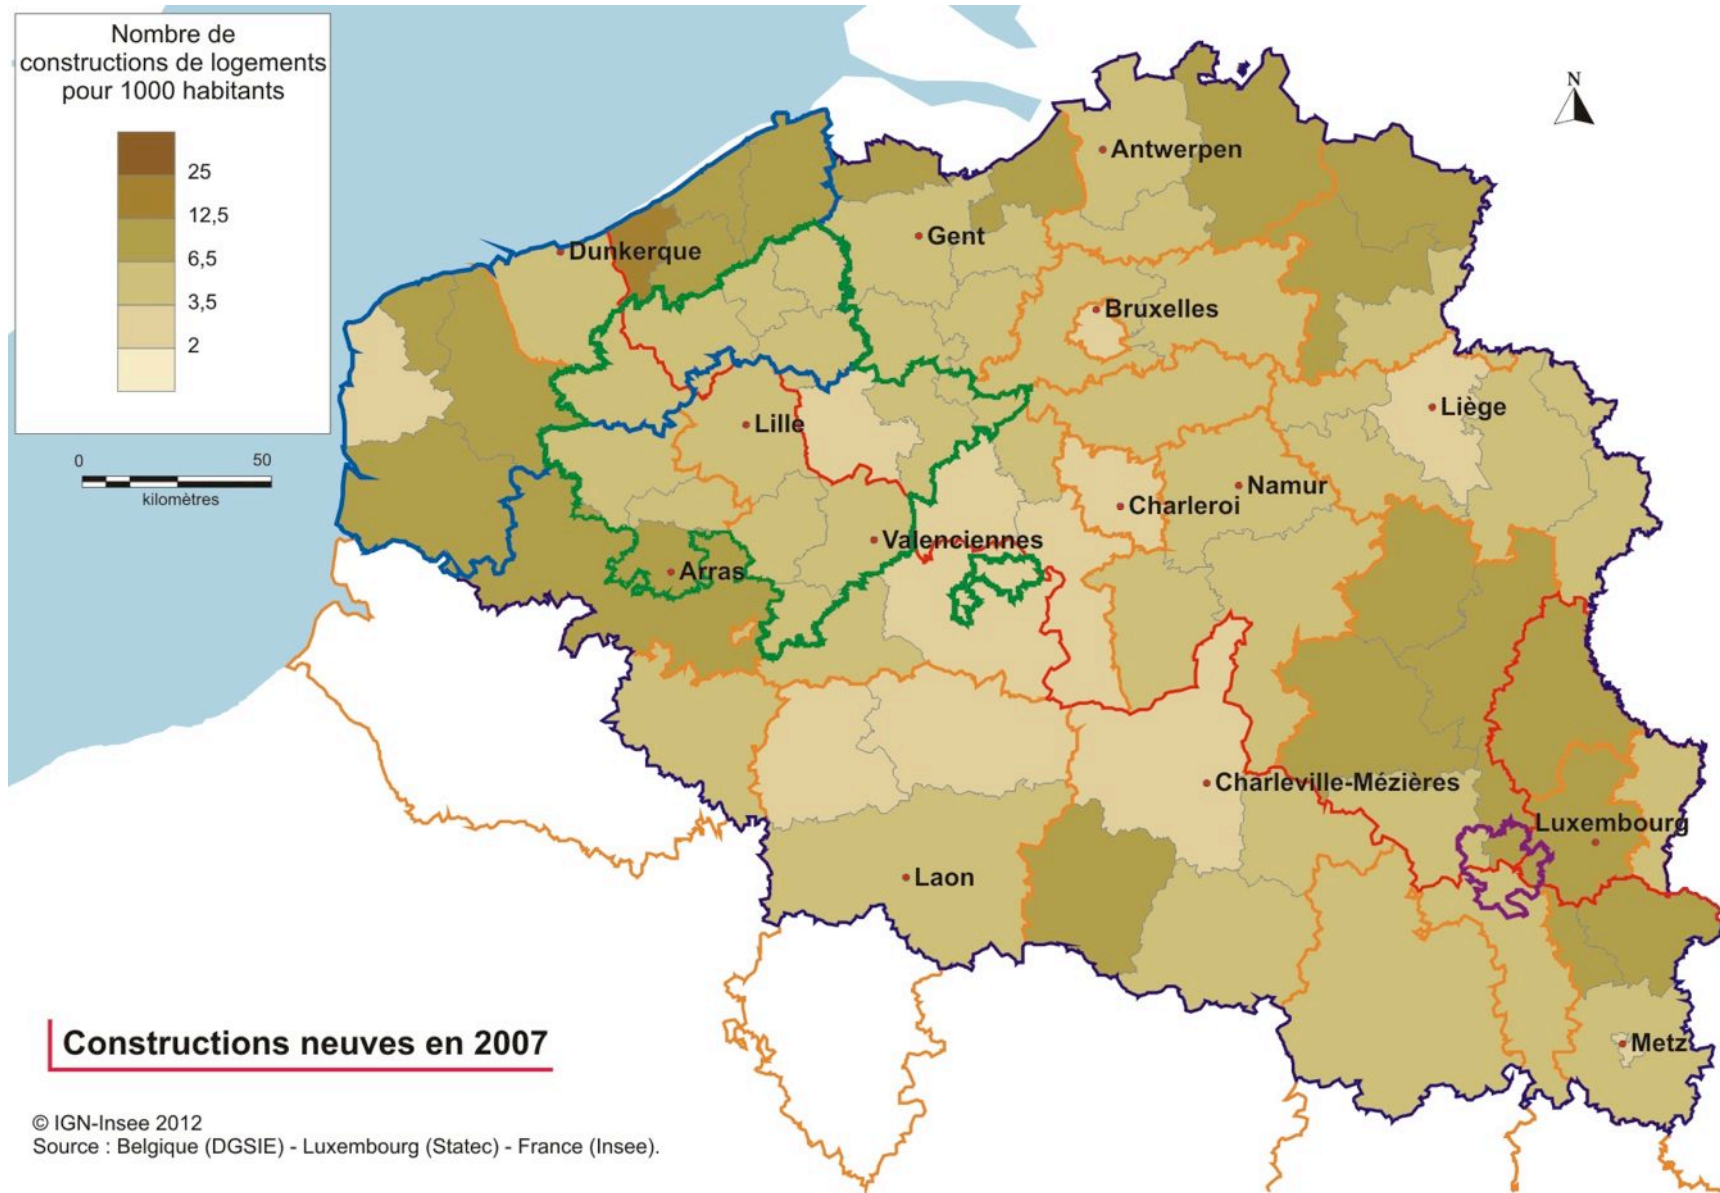 Nombre de
constructions de logements
pour 1000 habitants
25
12,5
6,5
3,5
2
0 50
kilomètres
N
Antwerpen
Gent
Dunkerque
Bruxelles
Liège
Lille
Namur
Charleroi
Valenciennes
Arras
Charleville-Mézières
Luxembourg
Laon
Metz
Constructions neuves en 2007
© IGN-Insee 2012
Source : Belgique (DGSIE) - Luxembourg (Statec) - France (Insee).